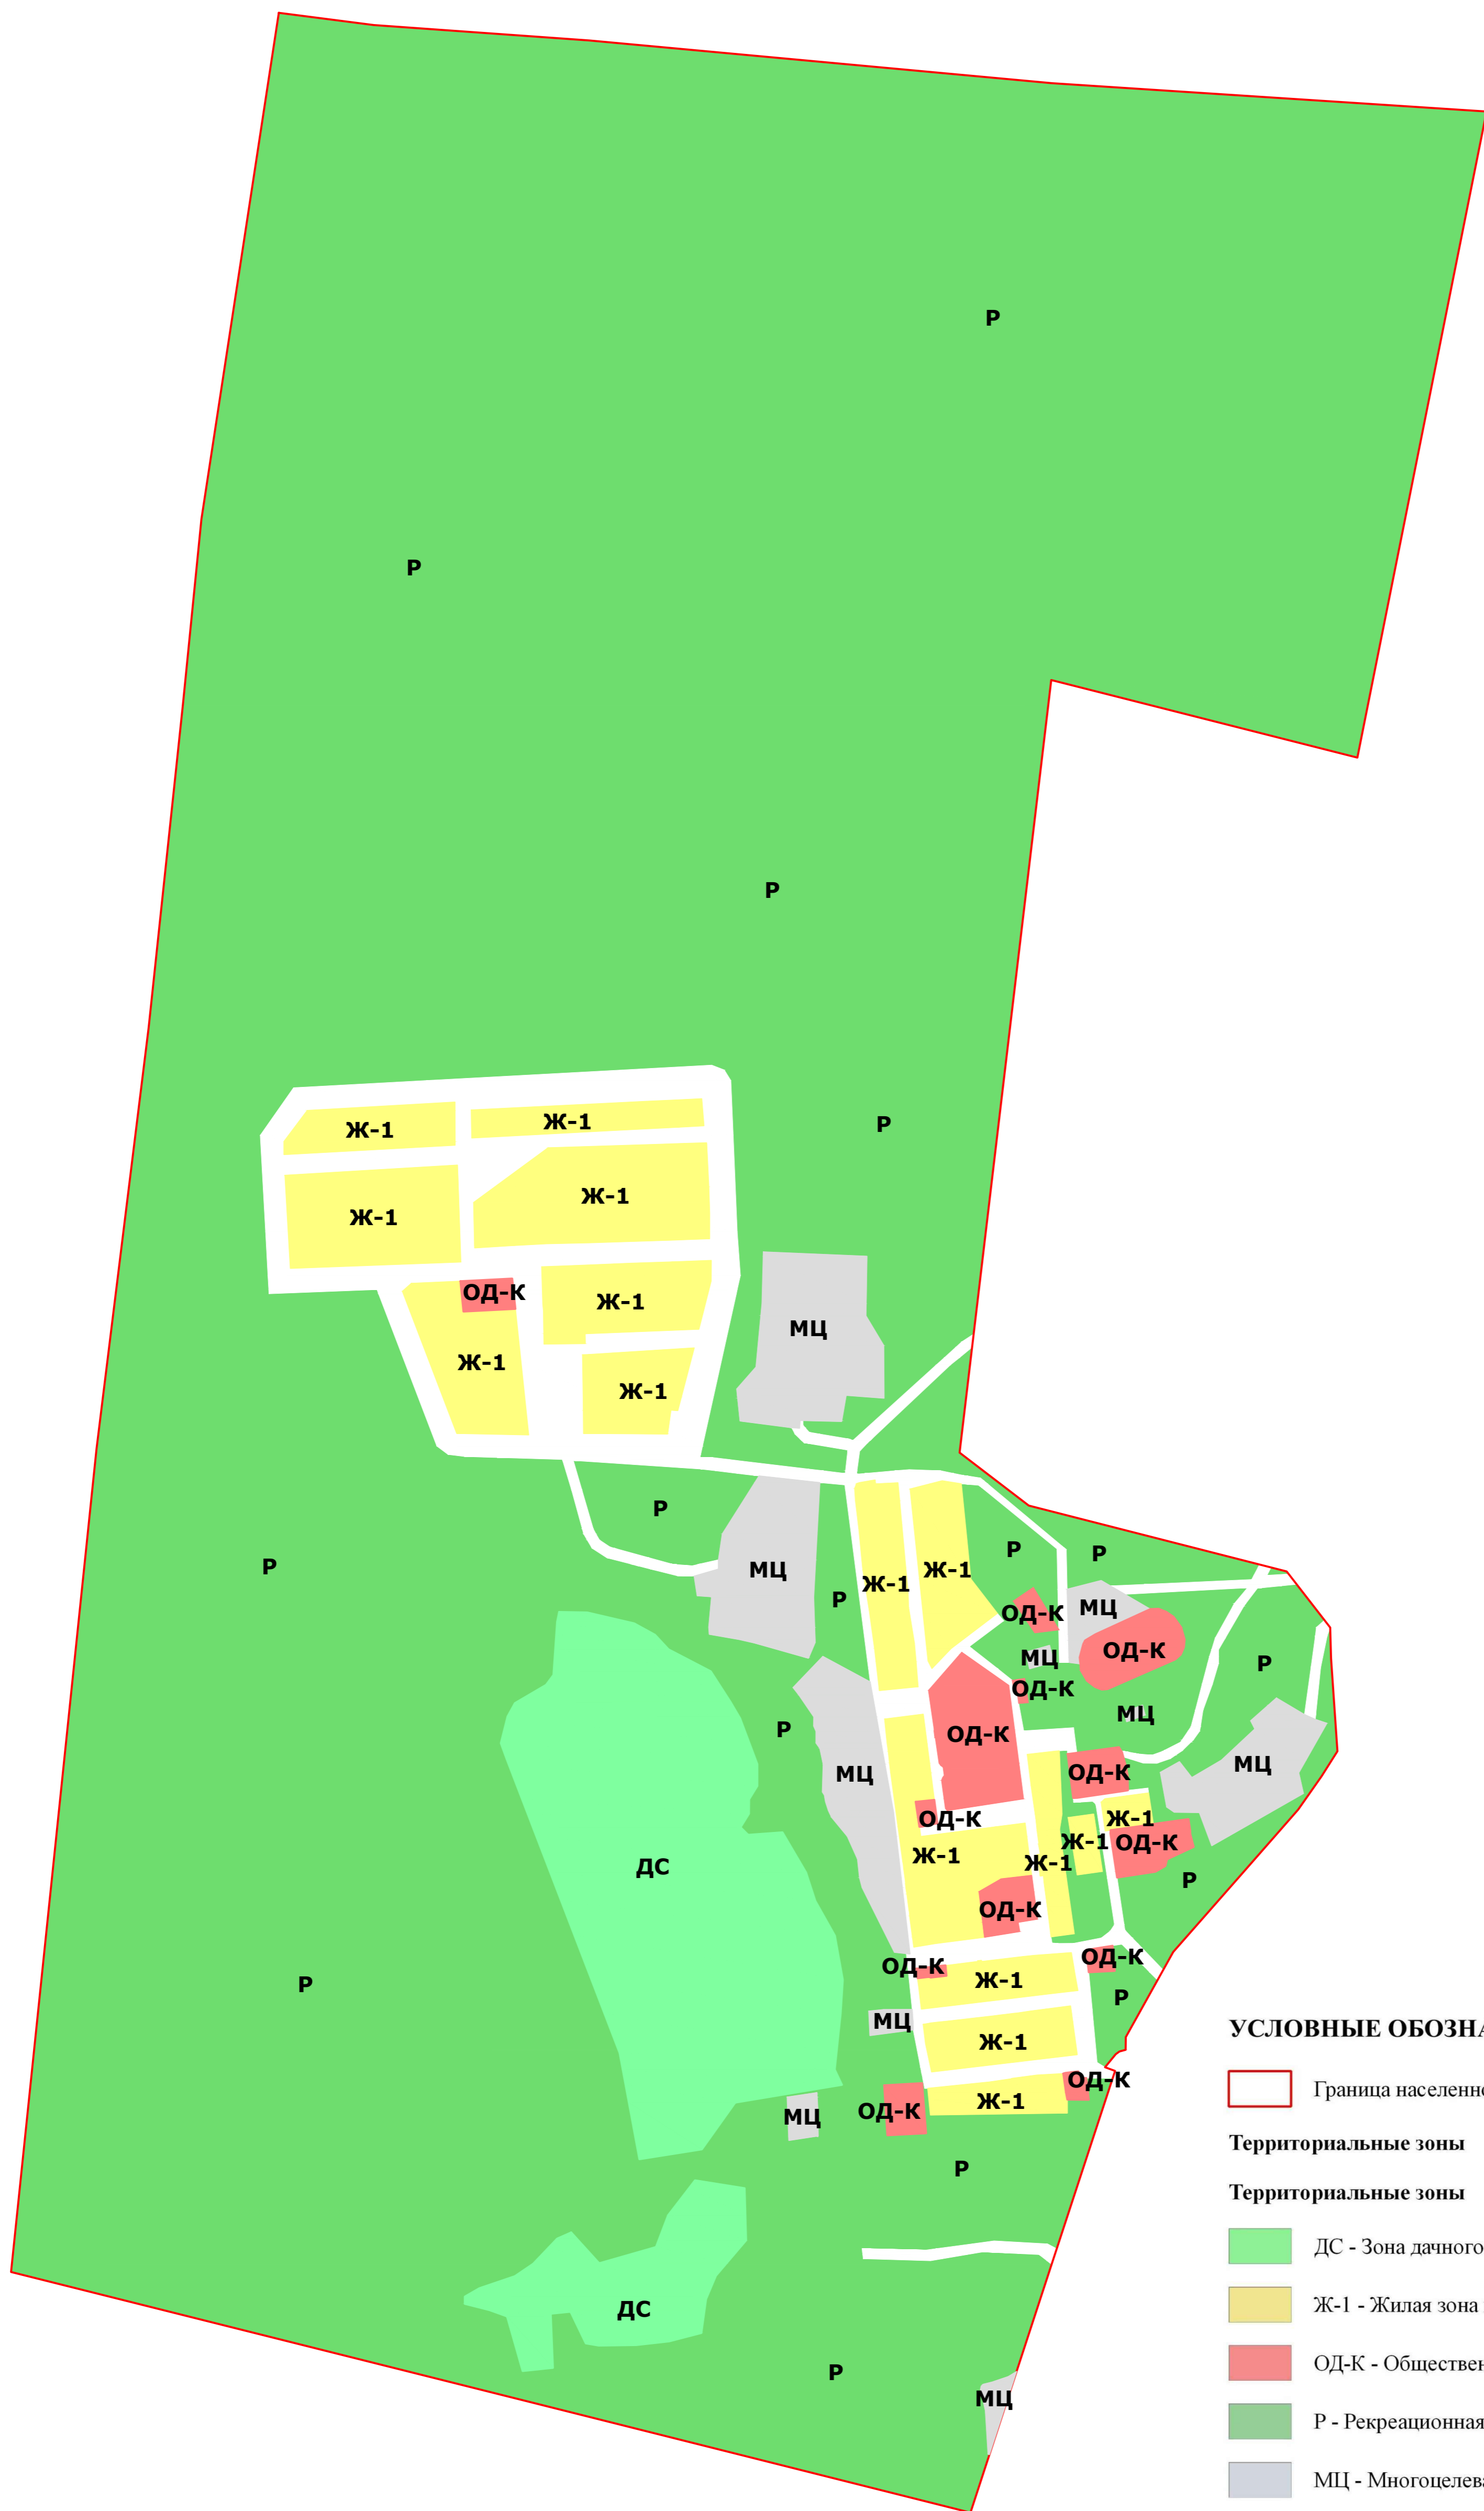 Р
Р
Р
Р
Ж-1
Ж-1
Ж-1
Ж-1
ОД-К
Ж-1
МЦ
Ж-1
Ж-1
Р
Р
Р
Р
МЦ
Ж-1
Ж-1
Р
ОД-К
МЦ
ОД-К
МЦ
Р
ОД-К
МЦ
Р
ОД-К
МЦ
ОД-К
МЦ
ОД-К
Ж-1
Ж-1
ОД-К
Ж-1
Ж-1
ДС
Р
ОД-К
ОД-К
ОД-К
Ж-1
Р
Р
МЦ
Ж-1
ОД-К
Ж-1
ОД-К
МЦ
Р
ДС
Р
МЦ
УСЛОВНЫЕ ОБОЗНА
Граница населенно
Территориальные зоны
Территориальные зоны
ДС - Зона дачного
Ж-1 - Жилая зона
ОД-К - Обществен
Р - Рекреационная
МЦ - Многоцелева